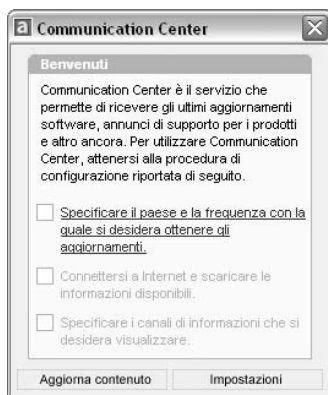 a Communication Center
Benvenuti
Communication Center è il servizio che
permette di ricevere gli ultimi aggiornamenti
software, annunci di supporto per i prodotti
e altro ancora. Per utilizzare Communication
Center, attenersi alla procedura di
configurazione riportata di seguito.
Specificare il paese e la frequenza con la
quale si desidera ottenere gli
aggiornamenti.
Connettersi a Internet e scaricare le
informazioni disponibili.
Specificare i canali di informazioni che si
desidera visualizzare.
Aggiorna contenuto Impostazioni